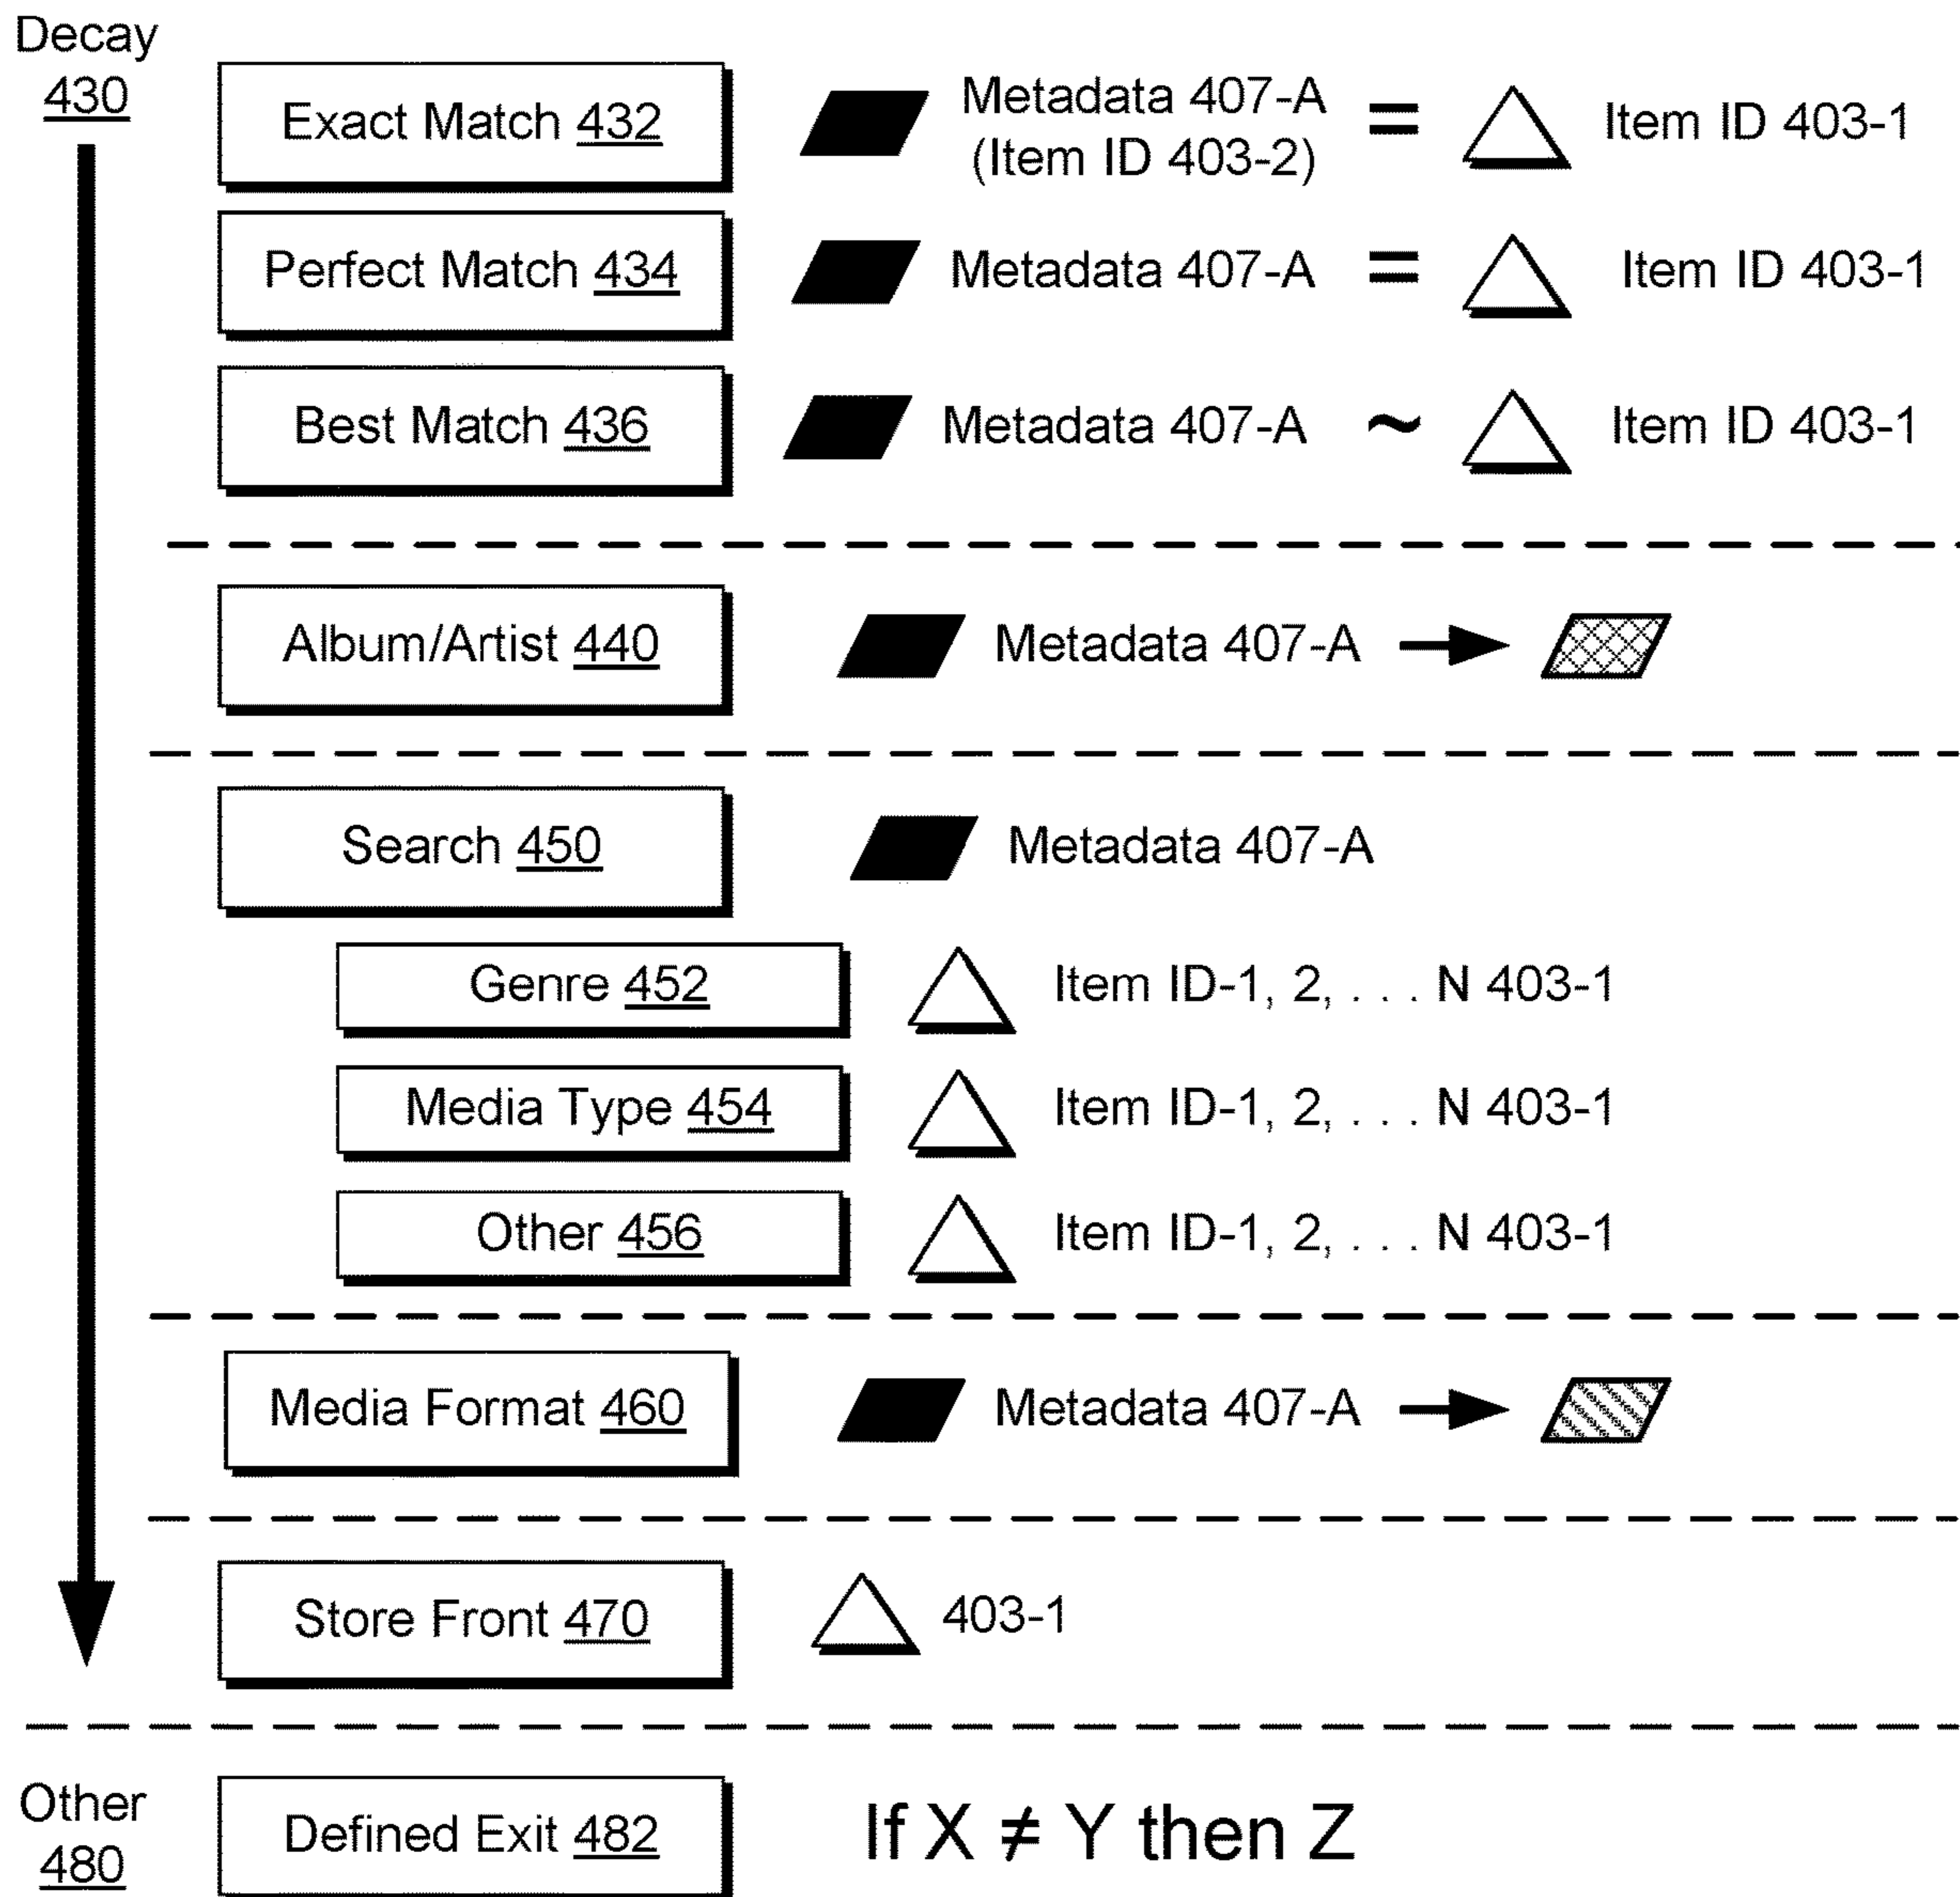 Decay
430
Exact Match 432
Metadata 407-A
(Item ID 403-2)
=
Item ID 403-1
Perfect Match 434
Metadata 407-A
=
Item ID 403-1
Best Match 436
Metadata 407-A
~
Item ID 403-1
Album/Artist 440
Metadata 407-A
Search 450
Metadata 407-A
Genre 452
Item ID-1, 2, . . . N 403-1
Media Type 454
Item ID-1, 2, . . . N 403-1
Other 456
Item ID-1, 2, . . . N 403-1
Media Format 460
Metadata 407-A
Store Front 470
403-1
Other
480
Defined Exit 482
If X ≠ Y then Z